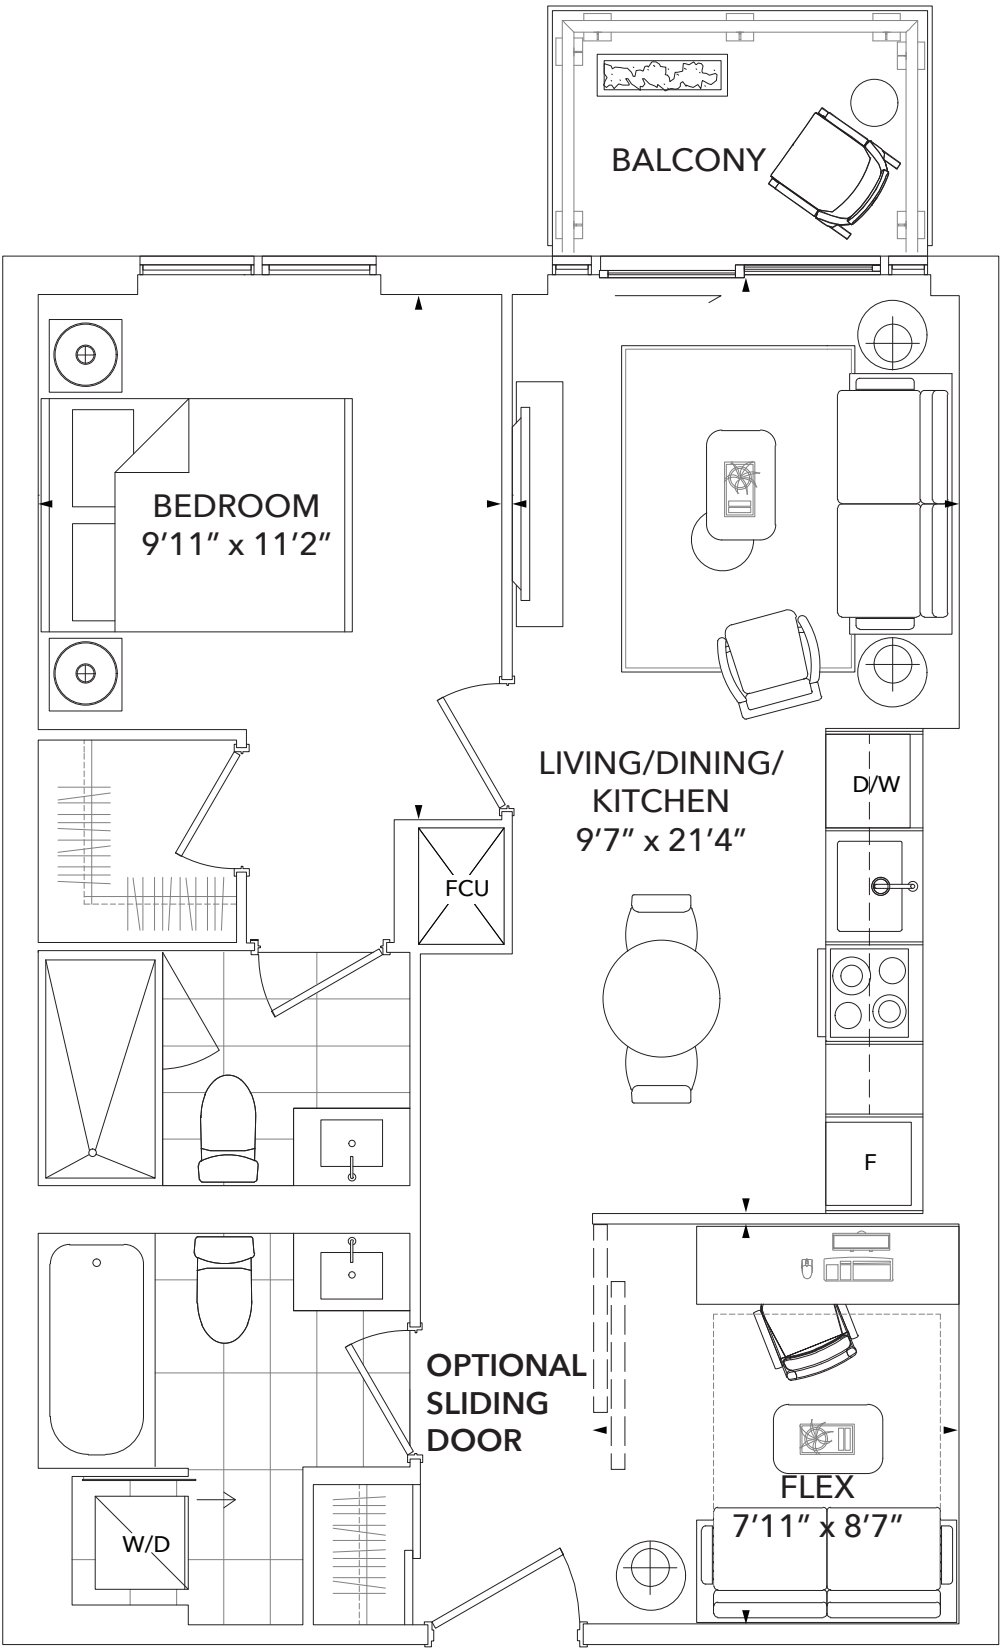 BALCONY
BEDROOM
9'11" x 11'2"
LIVING/DINING/
KITCHEN
9'7" x 21'4"
D/W
FCU
F
OPTIONAL
SLIDING
DOOR
FLEX
7'11" x 8'7"
W/D